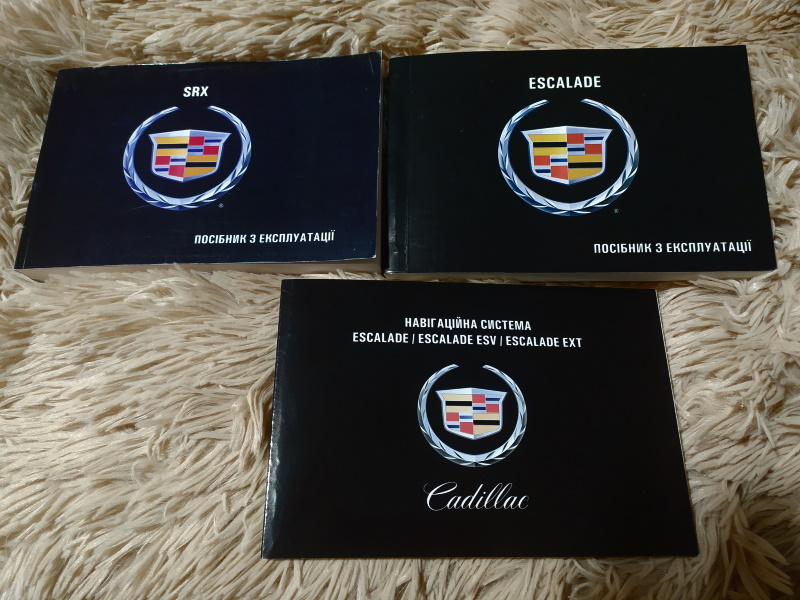 SRX
ПОСІБНИК З ЕКСПЛУАТАЦІЇ
ESCALADE
ПОСІБНИК З ЕКСПЛУАТАЦІЇ
НАВІГАЦІЙНА СИСТЕМА
ESCALADE / ESCALADE ESV / ESCALADE EXT
Cadillac